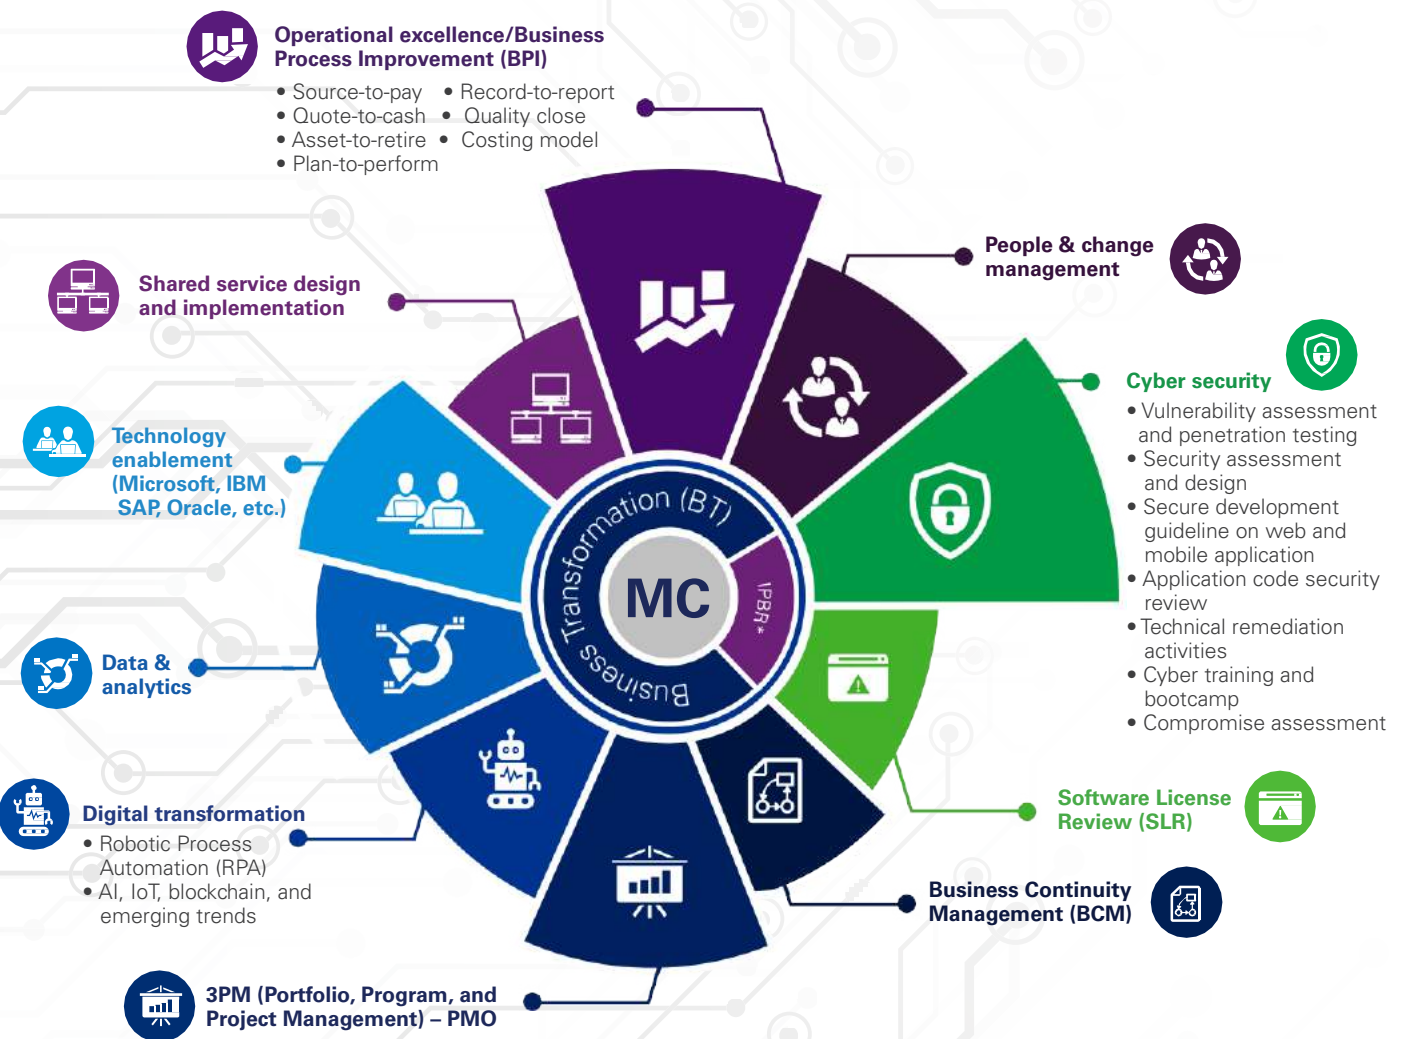 Operational excellence/Business
Process Improvement (BPI)
• Source-to-pay • Record-to-report
• Quote-to-cash • Quality close
• Asset-to-retire • Costing model
• Plan-to-perform
People & change
management
Shared service design
and implementation
Cyber security
• Vulnerability assessment
and penetration testing
• Security assessment
and design
• Secure development
guideline on web and
mobile application
• Application code security
review
• Technical remediation
activities
• Cyber training and
bootcamp
• Compromise assessment
Technology
enablement
(Microsoft, IBM
SAP, Oracle, etc.)
Business Transformation (BT)
MC
IPBR*
Data &
analytics
Digital transformation
• Robotic Process
Automation (RPA)
• AI, IoT, blockchain, and
emerging trends
Software License
Review (SLR)
Business Continuity
Management (BCM)
3PM (Portfolio, Program, and
Project Management) – PMO